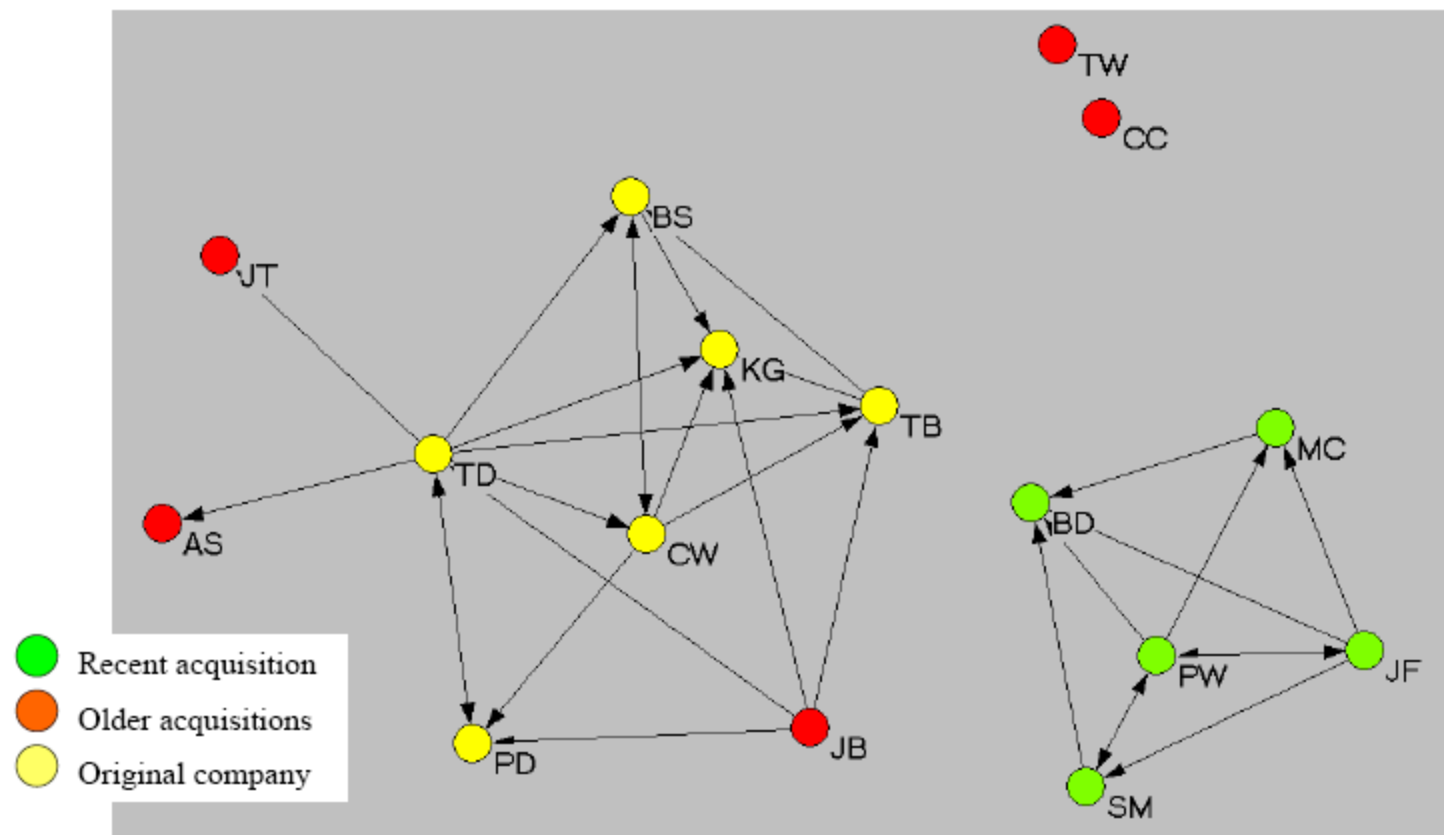 TW
CC
BS
JT
KG
TB
MC
TD
BD
AS
CW
Recent acquisition
PW
JF
Older acquisitions
JB
PD
Original company
SM